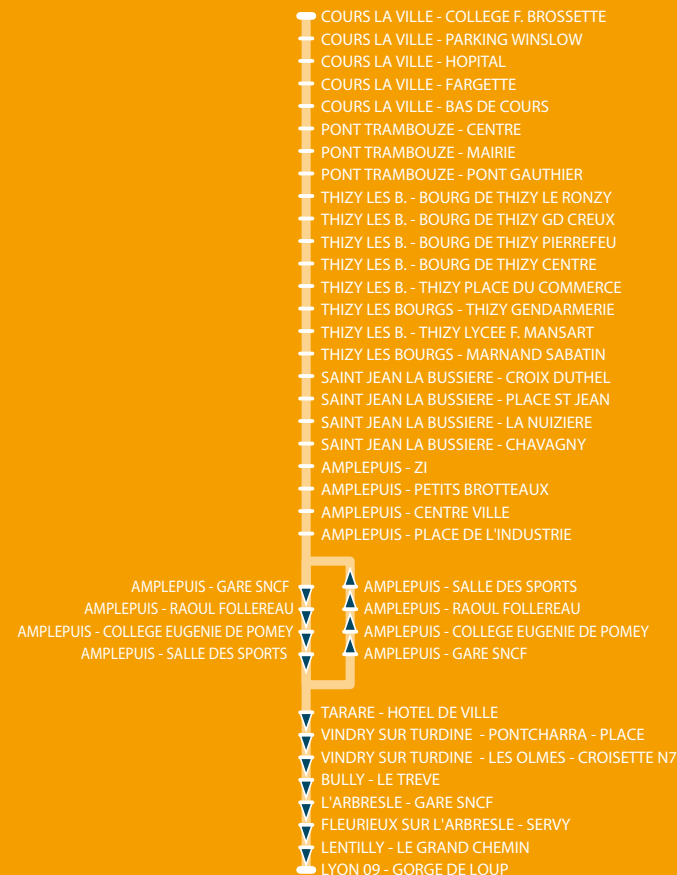 COURS LA VILLE - COLLEGE F. BROSSETTE
COURS LA VILLE - PARKING WINSLOW
COURS LA VILLE - HOPITAL
COURS LA VILLE - FARGETTE
COURS LA VILLE - BAS DE COURS
PONT TRAMBOUZE - CENTRE
PONT TRAMBOUZE - MAIRIE
PONT TRAMBOUZE - PONT GAUTHIER
THIZY LES B. - BOURG DE THIZY LE RONZY
THIZY LES B. - BOURG DE THIZY GD CREUX
THIZY LES B. - BOURG DE THIZY PIERREFEU
THIZY LES B. - BOURG DE THIZY CENTRE
THIZY LES B. - THIZY PLACE DU COMMERCE
THIZY LES BOURGS - THIZY GENDARMERIE
THIZY LES B. - THIZY LYCEE F. MANSART
THIZY LES BOURGS - MARNAND SABATIN
SAINT JEAN LA BUSSIERE - CROIX DUTHEL
SAINT JEAN LA BUSSIERE - PLACE ST JEAN
SAINT JEAN LA BUSSIERE - LA NUIZIERE
SAINT JEAN LA BUSSIERE - CHAVAGNY
AMPLEPUIS - ZI
AMPLEPUIS - PETITS BROTTEAUX
AMPLEPUIS - CENTRE VILLE
AMPLEPUIS - PLACE DE L'INDUSTRIE
AMPLEPUIS - GARE SNCF
AMPLEPUIS - RAOUL FOLLEREAU
AMPLEPUIS - COLLEGE EUGENIE DE POMEY
AMPLEPUIS - SALLE DES SPORTS
AMPLEPUIS - SALLE DES SPORTS
AMPLEPUIS - RAOUL FOLLEREAU
AMPLEPUIS - COLLEGE EUGENIE DE POMEY
AMPLEPUIS - GARE SNCF
TARARE - HOTEL DE VILLE
VINDRY SUR TURDINE - PONTCHARRA - PLACE
VINDRY SUR TURDINE - LES OLMES - CROISETTE N7
BULLY - LE TREVE
L'ARBRESLE - GARE SNCF
FLEURIEUX SUR L'ARBRESLE - SERVY
LENTILLY - LE GRAND CHEMIN
LYON 09 - GORGE DE LOUP